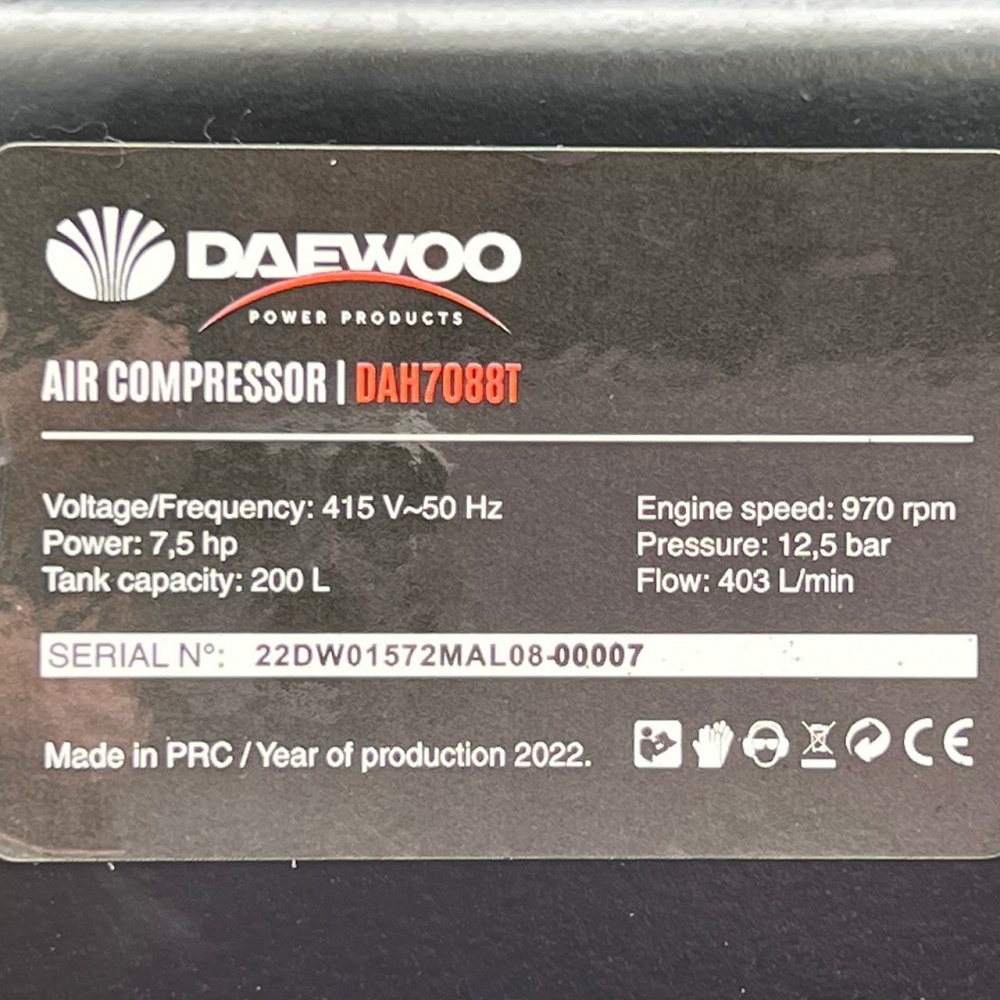 DAEWOO
POWER PRODUCTS
AIR COMPRESSOR | DAH7088T
Voltage/Frequency: 415 V~50 Hz
Power: 7,5 hp
Tank capacity: 200 L
Engine speed: 970 rpm
Pressure: 12,5 bar
Flow: 403 L/min
SERIAL N°: 22DW01572MAL08-00007
Made in PRC / Year of production 2022.
CE